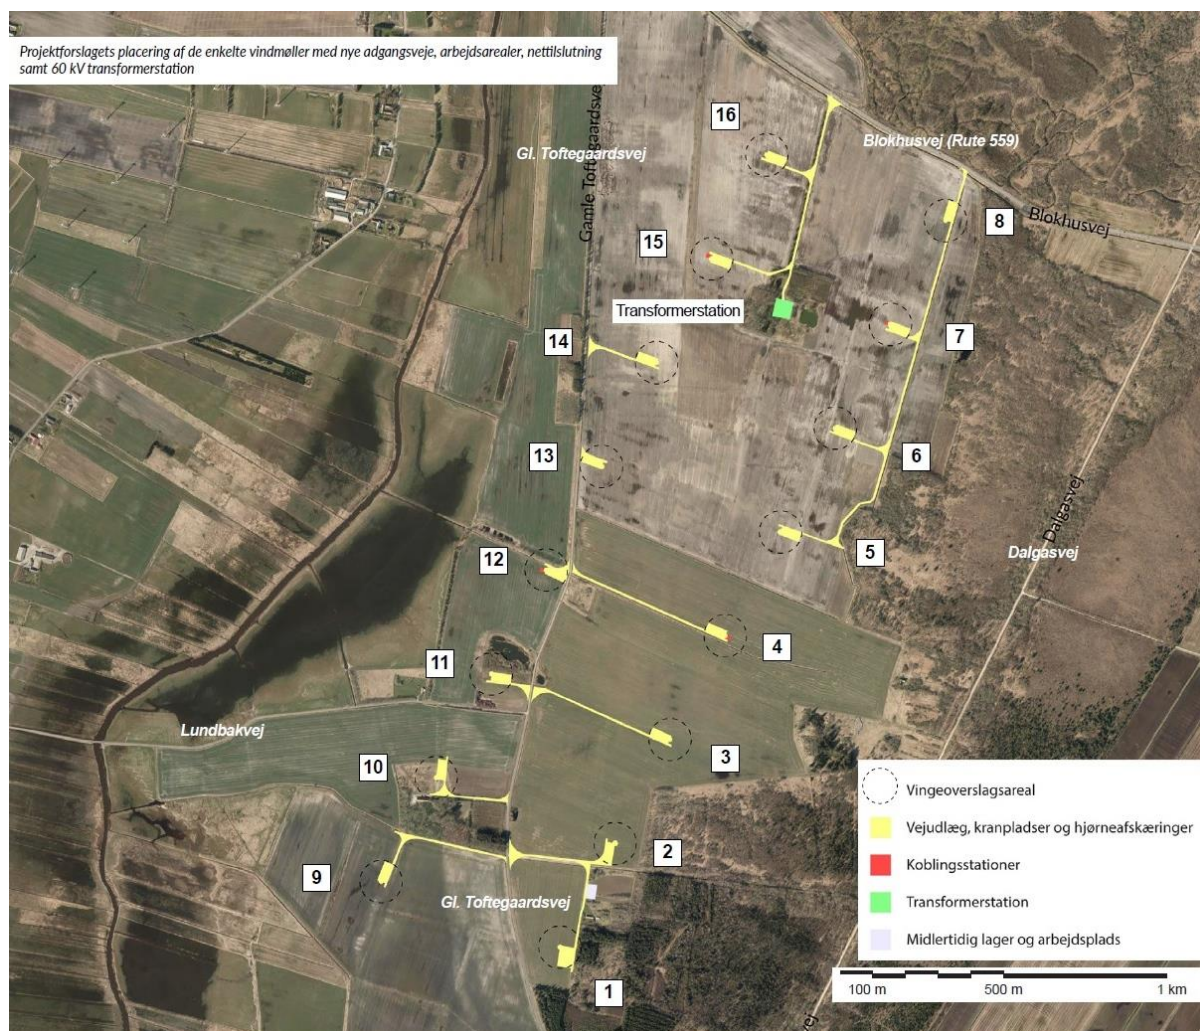 Projektforslagets placering af de enkelte vindmøller med nye adgangsveje, arbejdsarealer, nettilslutning
samt 60 kV transformerstation
16
Gl. Toftegaardsvej
Gamle Toftegaardsvej
Blokhusvej (Rute 559)
8
Blokhusvej
15
Transformerstation
14
7
13
6
12
5
Dalgasvej
Dalgasvej
4
11
Lundbakvej
3
10
2
9
Gl. Toftegaardsvej
1
Vingeoverslagsareal
Vejudlæg, kranpladser og hjørneafskæringer
Koblingsstationer
Transformerstation
Midlertidig lager og arbejdsplads
100 m 500 m 1 km